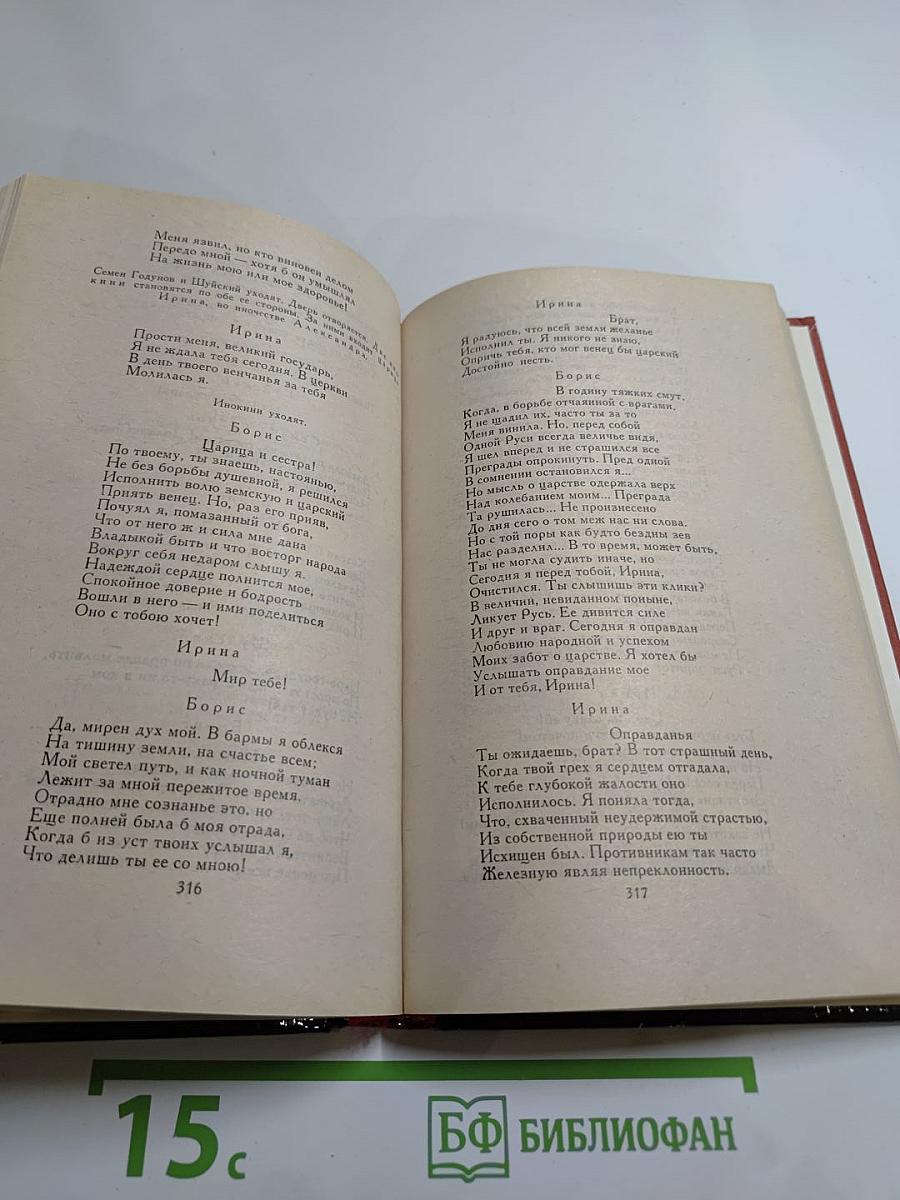 Меня язвил, но кто виновен делом
Передо мной — хотя б он умышлял
На жизнь мою или мое здоровье!
Семен Годунов и Шуйский уходят. Дверь отворяется. Две
кини становятся по обе ее стороны. За ними входит
Ирина, во иночестве Александра,
Ирина
Прости меня, великий государь,
Я не ждала тебя сегодня. В церкви
В день твоего венчанья за тебя
Молилась я.
Инокини уходят.
Борис
Царица и сестра!
По твоему, ты знаешь, настоянью,
Не без борьбы душевной, я решился
Исполнить волю земскую и царский
Приять венец. Но, раз его прияв,
Почуял я, помазанный от бога,
Что от него ж и сила мне дана
Владыкой быть и что восторг народа
Вокруг себя недаром слышу я.
Надеждой сердце полнится мое,
Спокойное доверие и бодрость
Вошли в него — и ими поделиться
Оно с тобою хочет!
Ирина
Мир тебе!
Борис
Да, мирен дух мой. В бармы я облекся
На тишину земли, на счастье всем;
Мой светел путь, и как ночной туман
Лежит за мной пережитое время.
Отрадно мне сознанье это, но
Еще полней была б моя отрада,
Когда б из уст твоих услышал я,
Что делишь ты ее со мною!
316
Ирина
Брат,
Я радуюсь, что всей земли желанье
Исполнил ты. Я никого не знаю,
Опричь тебя, кто мог венец бы царский
Достойно несть.
Борис
В годину тяжких смут,
Когда, в борьбе отчаянной с врагами,
Я не щадил их, часто ты за то
Меня винила. Но, перед собой
Одной Руси всегда величье видя,
Я шел вперед и не страшился все
Преграды опрокинуть. Пред одной
В сомнении остановился я...
Но мысль о царстве одержала верх
Над колебанием моим... Преграда
Та рушилась... Не произнесено
До дня сего о том меж нас ни слова.
Но с той поры как будто бездны зев
Нас разделил... В то время, может быть,
Ты не могла судить иначе, но
Сегодня я перед тобой, Ирина,
Очистился. Ты слышишь эти клики?
В величии, невиданном поныне,
Ликует Русь. Ее дивится силе
И друг и враг. Сегодня я оправдан
Любовию народной и успехом
Моих забот о царстве. Я хотел бы
Услышать оправдание мое
И от тебя, Ирина!
Ирина
Оправданья
Ты ожидаешь, брат? В тот страшный день,
Когда твой грех я сердцем отгадала,
К тебе глубокой жалости оно
Исполнилось. Я поняла тогда,
Что, схваченный неудержимой страстью,
Из собственной природы ею ты
Исхищен был. Противникам так часто
Железную являя непреклонность,
317
15 с
БФ БИБЛИОФАН